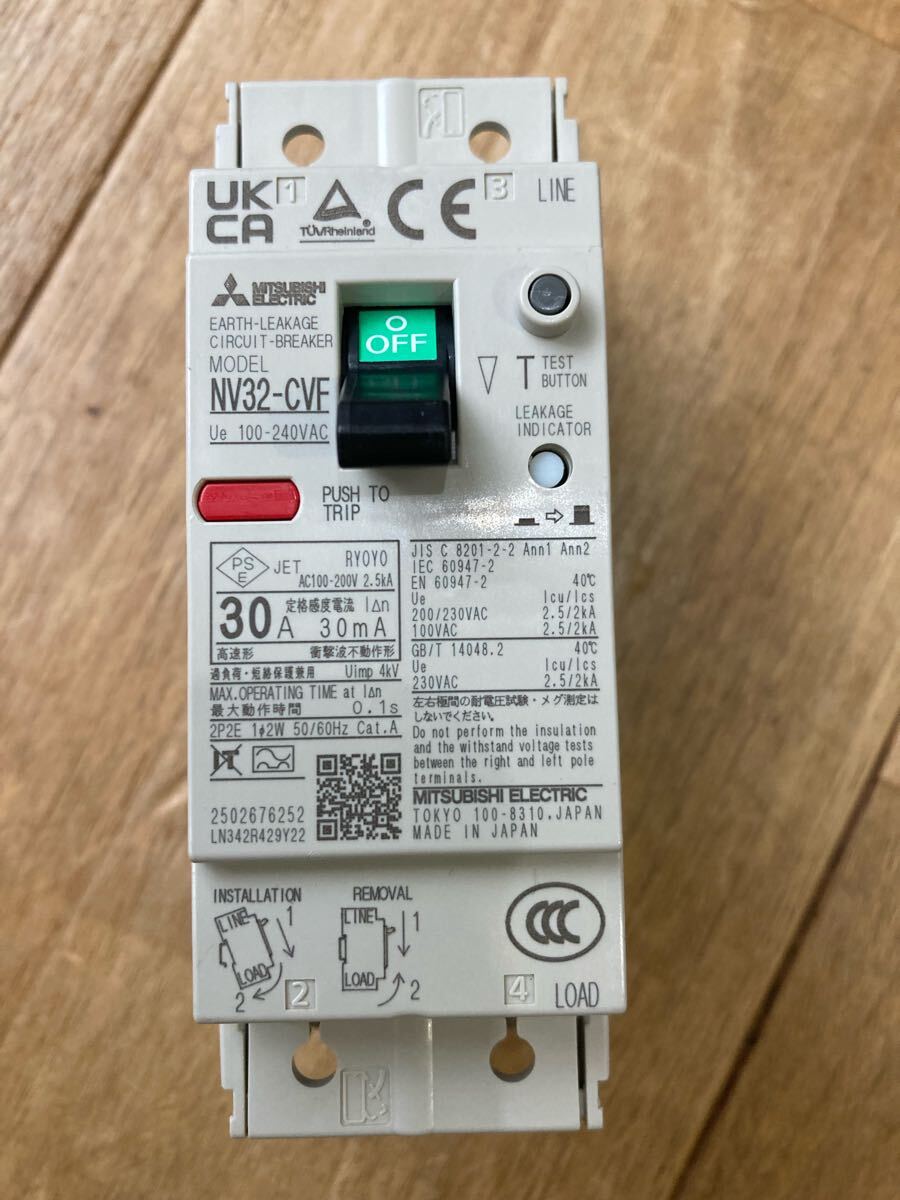 UK
CA
1
TÜVRheinland®
CE
3
LINE
MITSUBISHI
ELECTRIC
EARTH-LEAKAGE
CIRCUIT-BREAKER
MODEL
NV32-CVF
Ue 100-240VAC
O
OFF
T TEST
BUTTON
LEAKAGE
INDICATOR
PUSH TO
TRIP
PS
E
JET
RYOYO
AC100-200V 2.5kA
30A
定格感度電流 IΔn
30mA
高速形 衝撃波不動作形
過負荷・短絡保護兼用 Uimp 4kV
MAX.OPERATING TIME at IΔn
最大動作時間 0.1s
2P2E 1ϕ2W 50/60Hz Cat.A
IT
2502676252
LN342R429Y22
JIS C 8201-2-2 Ann1 Ann2
IEC 60947-2
EN 60947-2 40℃
Ue Icu/Ics
200/230VAC 2.5/2kA
100VAC 2.5/2kA
GB/T 14048.2 40℃
Ue Icu/Ics
230VAC 2.5/2kA
左右極間の耐電圧試験・メグ測定は
しないでください。
Do not perform the insulation
and the withstand voltage tests
between the right and left pole
terminals.
MITSUBISHI ELECTRIC
TOKYO 100-8310,JAPAN
MADE IN JAPAN
INSTALLATION
LINE
LOAD
1
2
REMOVAL
LINE
LOAD
1
2
CCC
2
4
LOAD